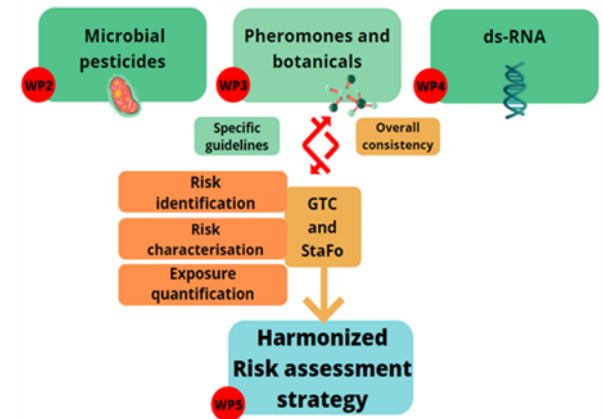 Microbial
pesticides
WP2
Pheromones and
botanicals
WP3
ds-RNA
WP4
Specific
guidelines
Overall
consistency
Risk
identification
Risk
characterisation
Exposure
quantification
GTC
and
StaFo
Harmonized
Risk assessment
strategy
WP5